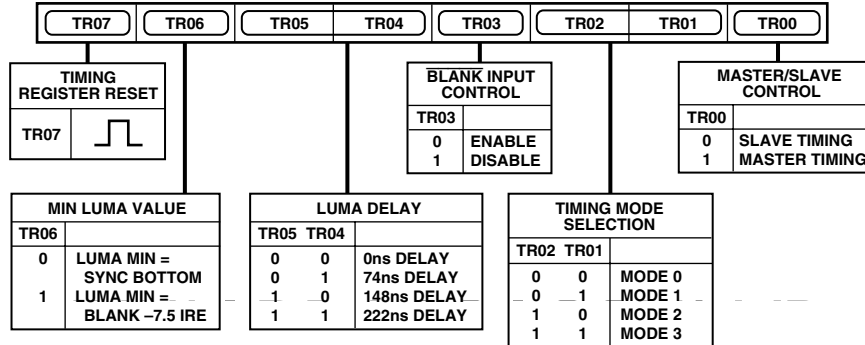 TR07 TR06 TR05 TR04 TR03 TR02 TR01 TR00
TIMING
REGISTER RESET
TR07
BLANK INPUT
CONTROL
TR03
0 ENABLE
1 DISABLE
MASTER/SLAVE
CONTROL
TR00
0 SLAVE TIMING
1 MASTER TIMING
MIN LUMA VALUE
TR06
0 LUMA MIN =
SYNC BOTTOM
1 LUMA MIN =
BLANK –7.5 IRE
LUMA DELAY
TR05 TR04
0 0 0ns DELAY
0 1 74ns DELAY
1 0 148ns DELAY
1 1 222ns DELAY
TIMING MODE
SELECTION
TR02 TR01
0 0 MODE 0
0 1 MODE 1
1 0 MODE 2
1 1 MODE 3